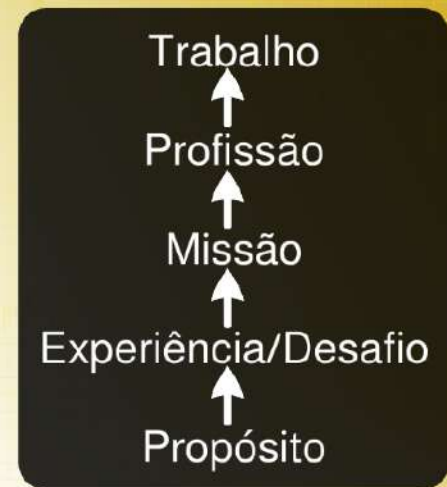 Trabalho
Profissão
Missão
Experiência/Desafio
Propósito